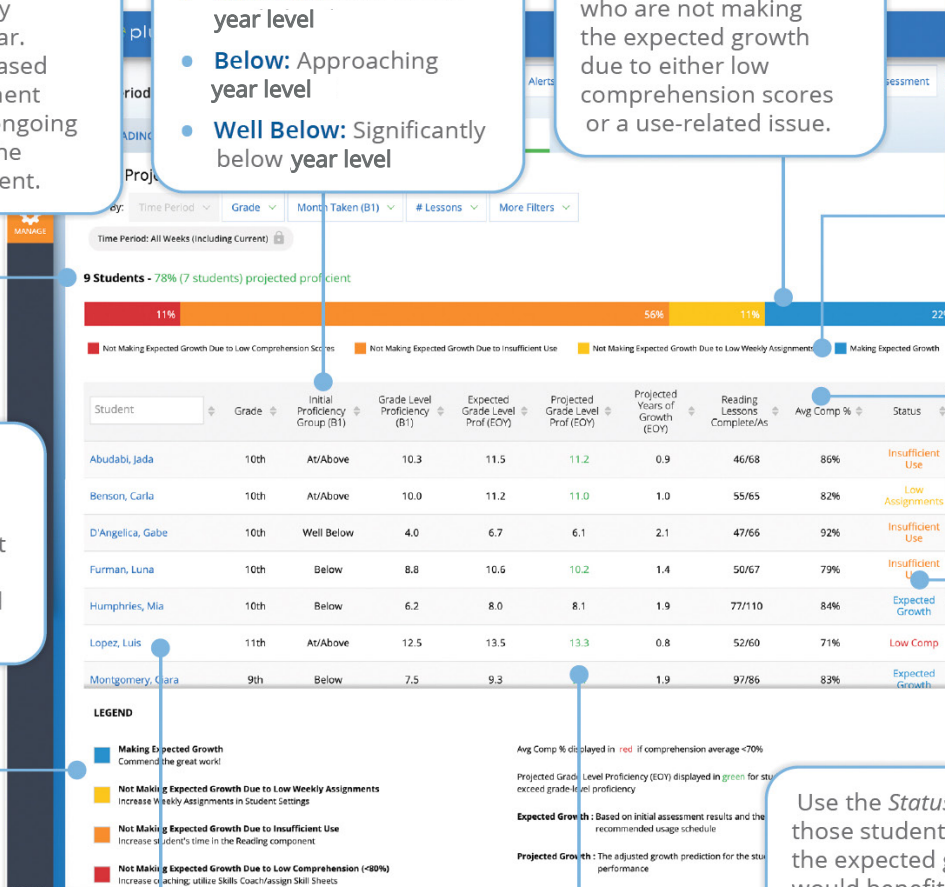 year level
Below: Approaching
year level
Well Below: Significantly
below year level
who are not making
the expected growth
due to either low
comprehension scores
or a use-related issue.
ngoing
Alerts
MANAGE
By:
Time Period
Grade
Month Taken (B1)
# Lessons
More Filters
Time Period: All Weeks (Including Current)
9 Students - 78% (7 students) projected proficient
11%
56%
11%
Not Making Expected Growth Due to Low Comprehension Scores
Not Making Expected Growth Due to Insufficient Use
Not Making Expected Growth Due to Low Weekly Assignments
Making Expected Growth
Student
Grade
Initial
Proficiency
Group (B1)
Grade Level
Proficiency
(B1)
Expected
Grade Level
Prof (EOY)
Projected
Grade Level
Prof (EOY)
Projected
Years of
Growth
(EOY)
Reading
Lessons
Complete/As
Avg Comp %
Status
Abudabi, Jada 10th At/Above 10.3 11.5 11.2 0.9 46/68 86% Insufficient
Use
Benson, Carla 10th At/Above 10.0 11.2 11.0 1.0 55/65 82% Low
Assignments
D'Angelica, Gabe 10th Well Below 4.0 6.7 6.1 2.1 47/66 92% Insufficient
Use
Furman, Luna 10th Below 8.8 10.6 10.2 1.4 50/67 79% Insufficient
Humphries, Mia 10th Below 6.2 8.0 8.1 1.9 77/110 84% Expected
Growth
Lopez, Luis 11th At/Above 12.5 13.5 13.3 0.8 52/60 71% Low Comp
Montgomery, 9th Below 7.5 9.3 1.9 97/86 83% Expected
Growth
LEGEND
Making Expected Growth
Commend the great work!
Not Making Expected Growth Due to Low Weekly Assignments
Increase Weekly Assignments in Student Settings
Not Making Expected Growth Due to Insufficient Use
Increase student's time in the Reading component
Not Making Expected Growth Due to Low Comprehension (<80%)
Increase coaching; utilize Skills Coach/assign Skill Sheets
Avg Comp % displayed in red if comprehension average <70%
Projected Grade Level Proficiency (EOY) displayed in green for stu
exceed grade-level proficiency
Expected Growth : Based on initial assessment results and the
recommended usage schedule
Projected Growth : The adjusted growth prediction for the stu
performance
Use the Status
those student
the expected g
would benefit